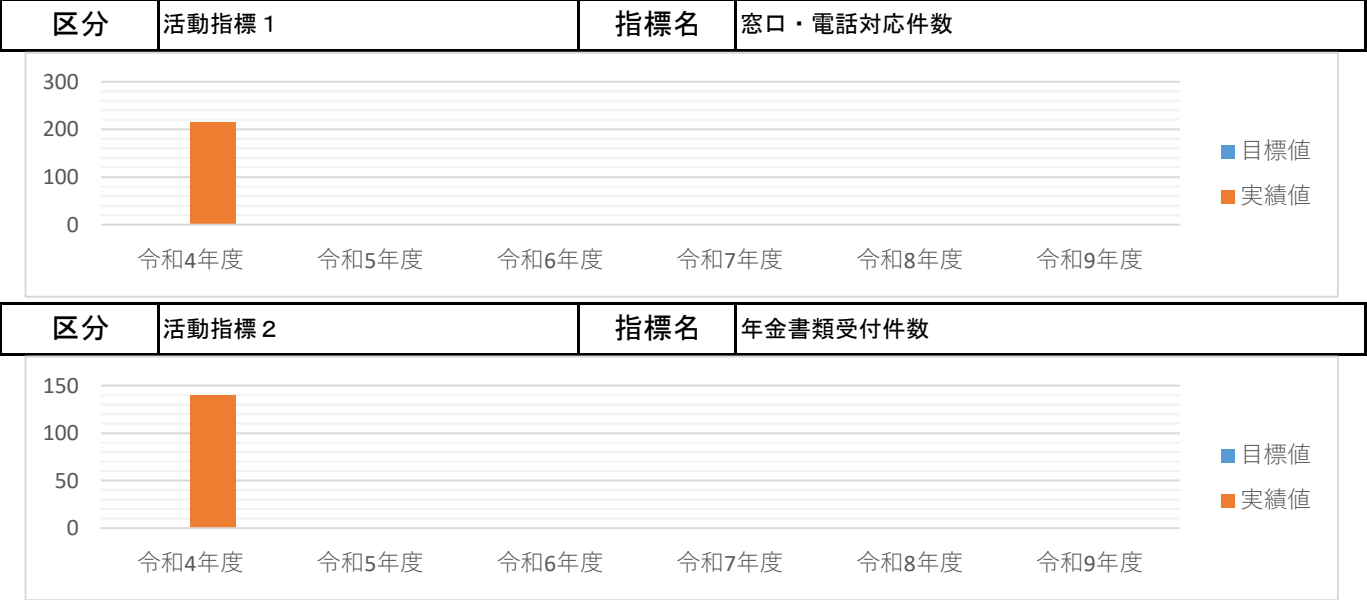 区分 活動指標１ 指標名 窓口・電話対応件数
300
200
100
0
令和4年度 令和5年度 令和6年度 令和7年度 令和8年度 令和9年度
目標値
実績値
区分 活動指標２ 指標名 年金書類受付件数
150
100
50
0
令和4年度 令和5年度 令和6年度 令和7年度 令和8年度 令和9年度
目標値
実績値